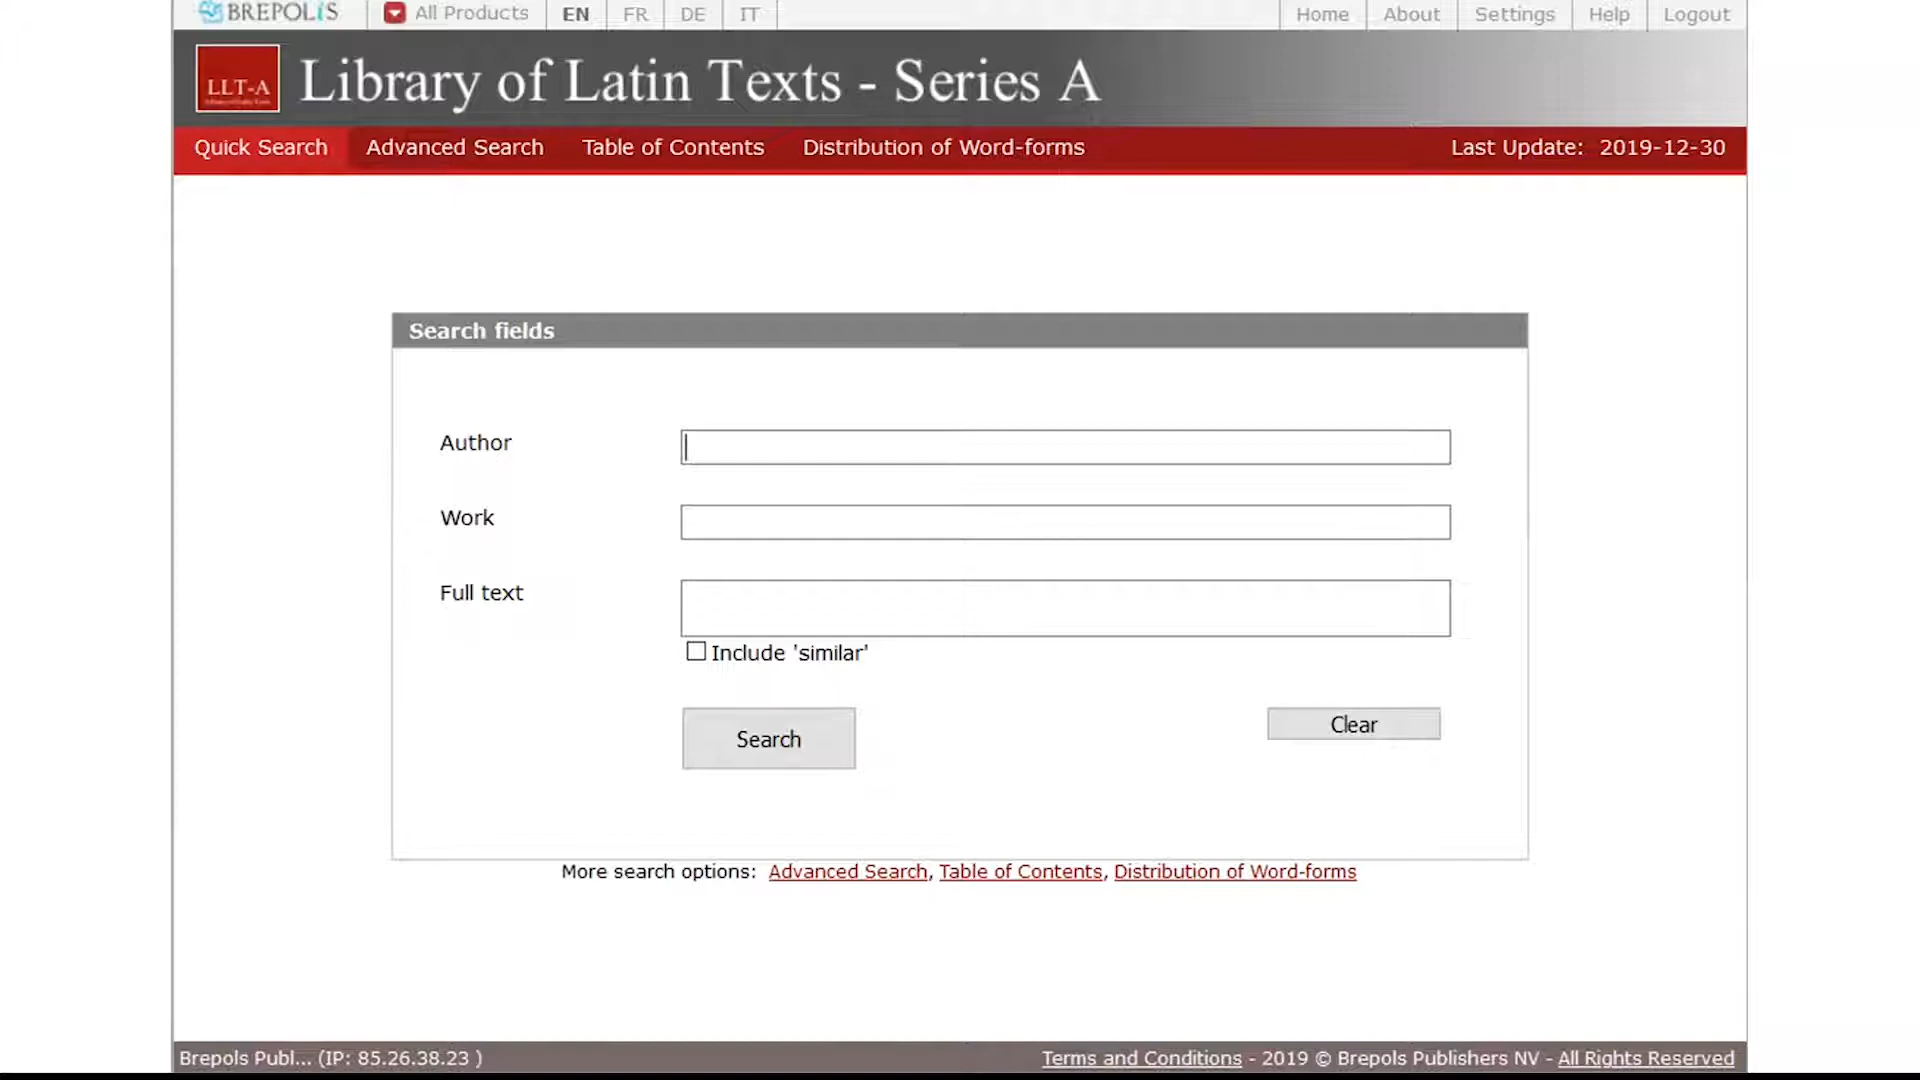 BREPOLiS All Products EN FR DE IT Home About Settings Help Logout
LLT-A Library of Latin Texts - Series A
Quick Search Advanced Search Table of Contents Distribution of Word-forms Last Update: 2019-12-30
Search fields
Author
Work
Full text
Include 'similar'
Search Clear
More search options: Advanced Search, Table of Contents, Distribution of Word-forms
Brepols Publ... (IP: 85.26.38.23 ) Terms and Conditions - 2019 © Brepols Publishers NV - All Rights Reserved